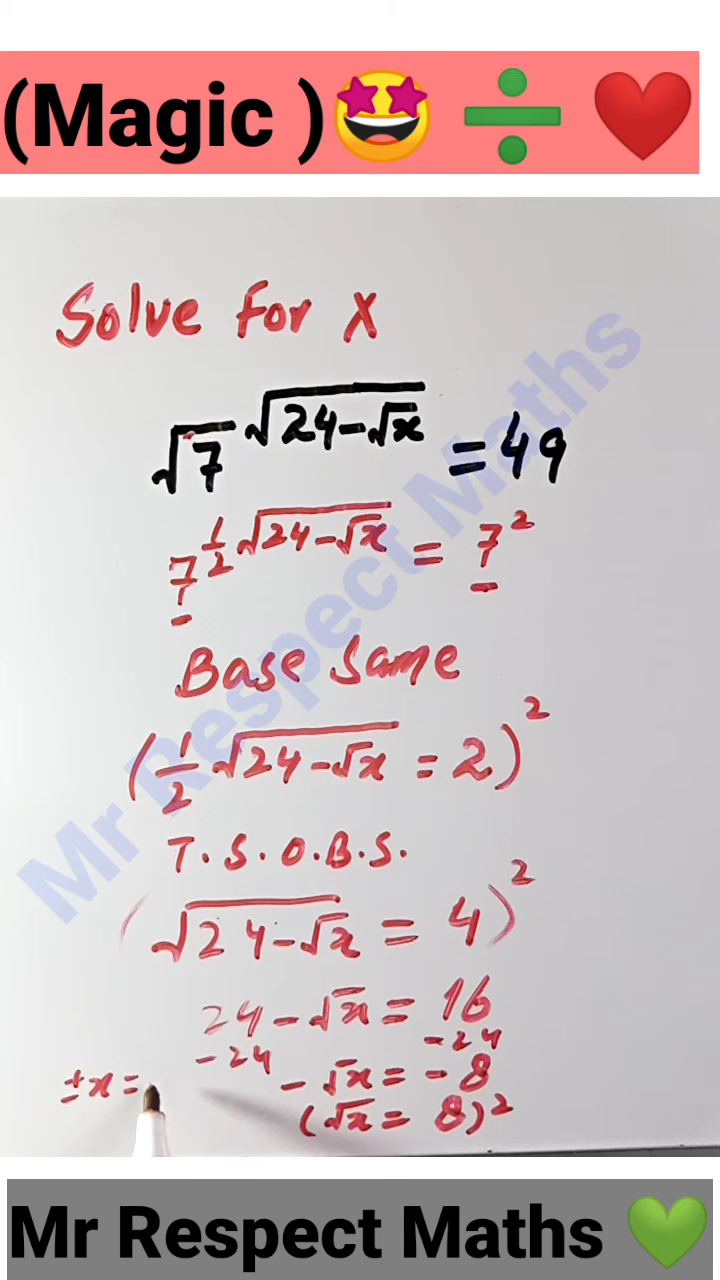 (Magic )🤩 ➗ ❤️
Solve for X
√7^√(24-√x) = 49
7^(1/2 √(24-√x)) = 7^2
Base Same
(1/2 √(24-√x) = 2)^2
T.S.O.B.S.
(√(24-√x) = 4)^2
24-√x = 16
-24 -24
-√x = -8
±x =
(√x = 8)^2
Mr Respect Maths
Mr Respect Maths 💚